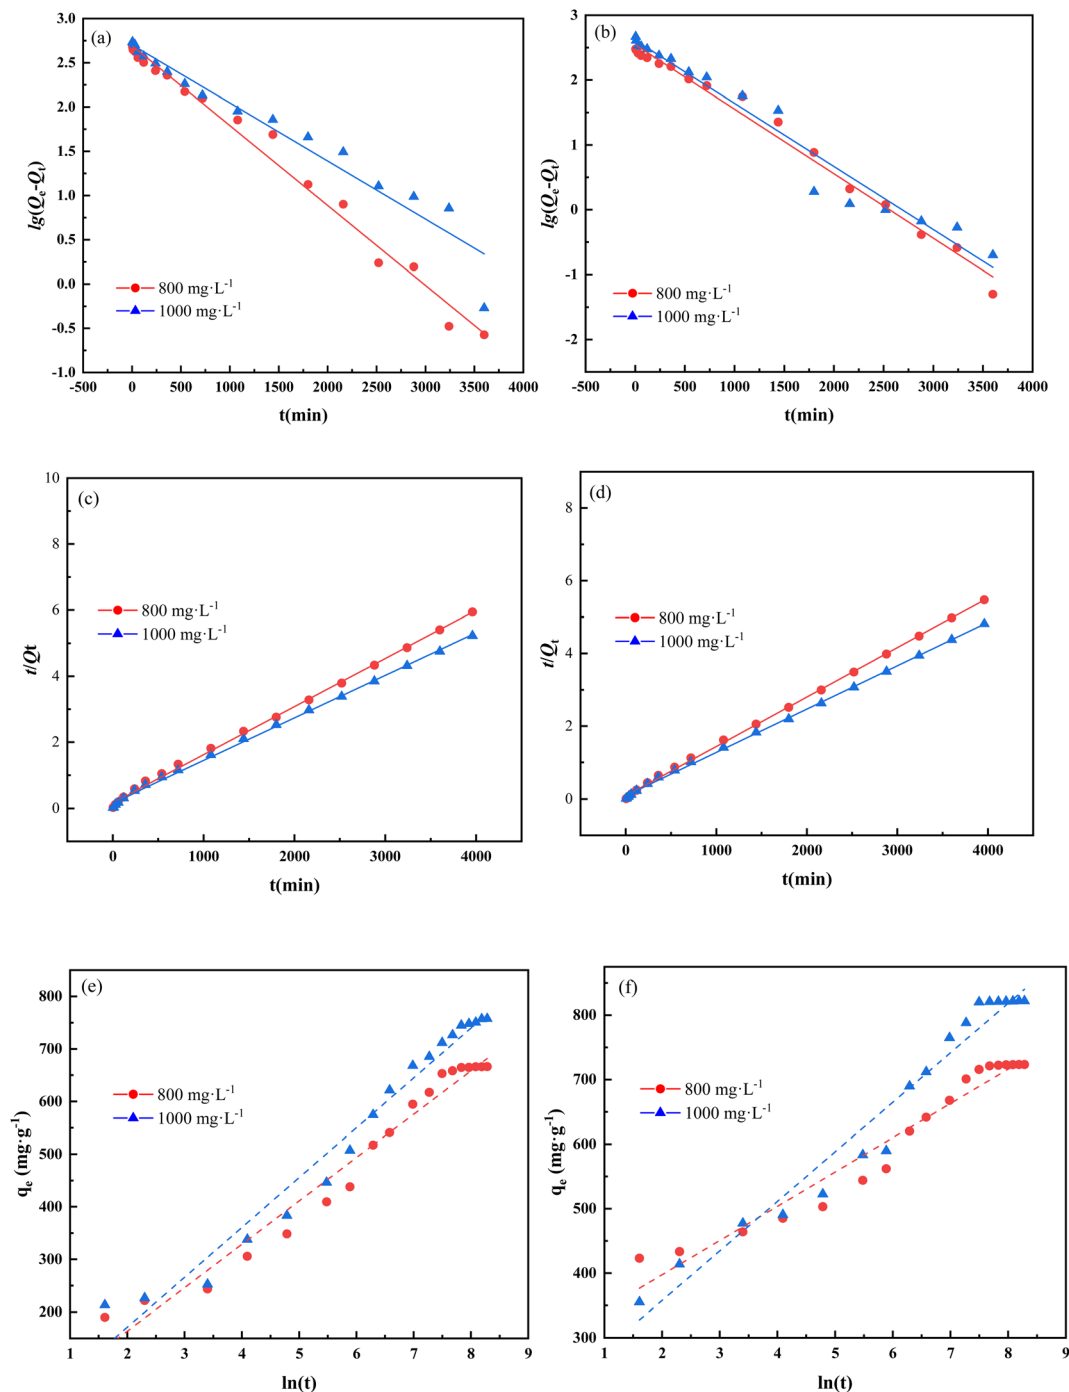 (a)
3.0
2.5
2.0
1.5
1.0
0.5
0.0
-0.5
-1.0
lg(Qe-Qt)
800 mg·L-1
1000 mg·L-1
-500 0 500 1000 1500 2000 2500 3000 3500 4000
t(min)
(b)
3
2
1
0
-1
-2
lg(Qe-Qt)
800 mg·L-1
1000 mg·L-1
-500 0 500 1000 1500 2000 2500 3000 3500 4000
t(min)
(c)
10
8
6
4
2
0
t/Qt
800 mg·L-1
1000 mg·L-1
0 1000 2000 3000 4000
t(min)
(d)
8
6
4
2
0
t/Qt
800 mg·L-1
1000 mg·L-1
0 1000 2000 3000 4000
t(min)
(e)
800
700
600
500
400
300
200
qe (mg·g-1)
800 mg·L-1
1000 mg·L-1
1 2 3 4 5 6 7 8 9
ln(t)
(f)
800
700
600
500
400
300
qe (mg·g-1)
800 mg·L-1
1000 mg·L-1
1 2 3 4 5 6 7 8 9
ln(t)